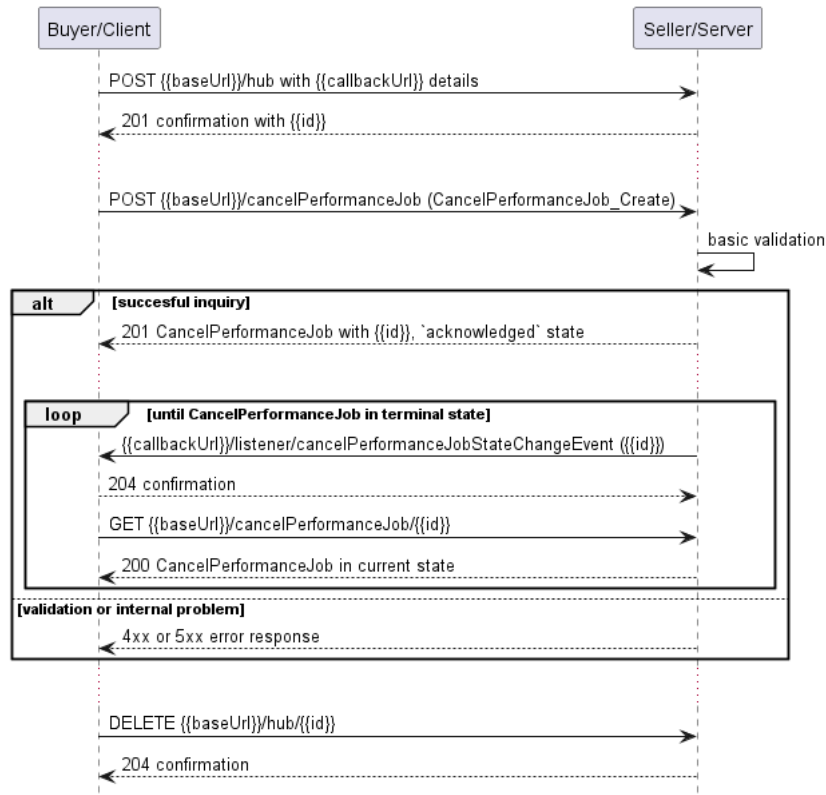 Buyer/Client
Seller/Server
POST {{baseUrl}}/hub with {{callbackUrl}} details
201 confirmation with {{id}}
POST {{baseUrl}}/cancelPerformanceJob (CancelPerformanceJob_Create)
basic validation
alt [succesful inquiry]
201 CancelPerformanceJob with {{id}}, `acknowledged` state
loop [until CancelPerformanceJob in terminal state]
{{callbackUrl}}/listener/cancelPerformanceJobStateChangeEvent ({{id}})
204 confirmation
GET {{baseUrl}}/cancelPerformanceJob/{{id}}
200 CancelPerformanceJob in current state
[validation or internal problem]
4xx or 5xx error response
DELETE {{baseUrl}}/hub/{{id}}
204 confirmation